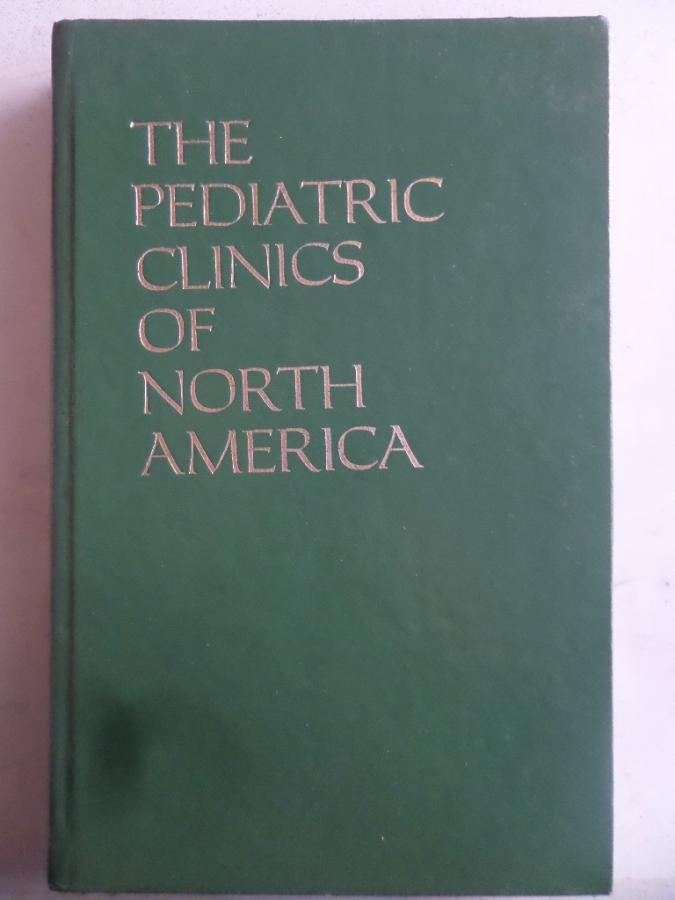 THE
PEDIATRIC
CLINICS
OF
NORTH
AMERICA